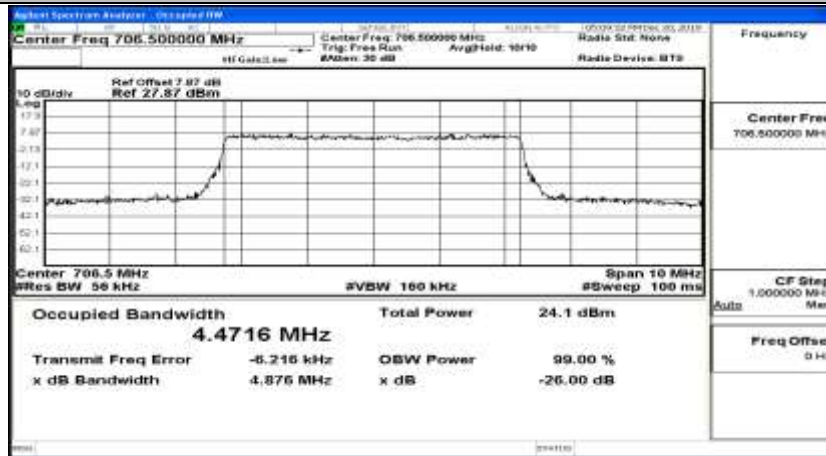 Agilent Spectrum Analyzer - Occupied BW
Center Freq 706.500000 MHz
Center Freq: 706.500000 MHz
Trig: Free Run
Avg|Hold: 10/10
#Atten: 30 dB
Radio Std: None
Radio Device: BTS
Ref Offset 7.87 dB
Ref 27.87 dBm
10 dB/div
Log
17.9
7.87
-2.13
-12.1
-22.1
-32.1
-42.1
-52.1
-62.1
Center 706.5 MHz
Span 10 MHz
#Res BW 56 kHz
#VBW 160 kHz
#Sweep 100 ms
Occupied Bandwidth
4.4716 MHz
Total Power
24.1 dBm
Transmit Freq Error
-6.216 kHz
OBW Power
99.00 %
x dB Bandwidth
4.876 MHz
x dB
-26.00 dB
Frequency
Center Fre
706.500000 MH
CF Step
1.000000 MH
Auto
Ma
Freq Offse
0 H